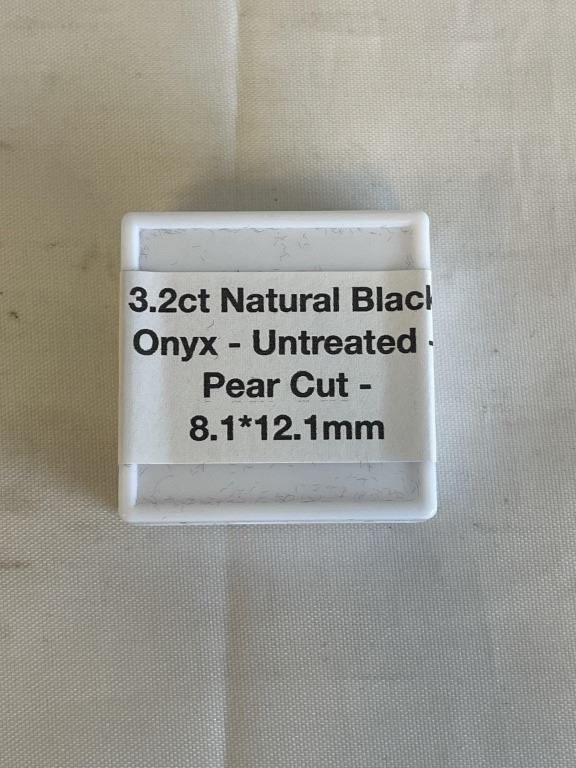 3.2ct Natural Black
Onyx - Untreated -
Pear Cut -
8.1*12.1mm